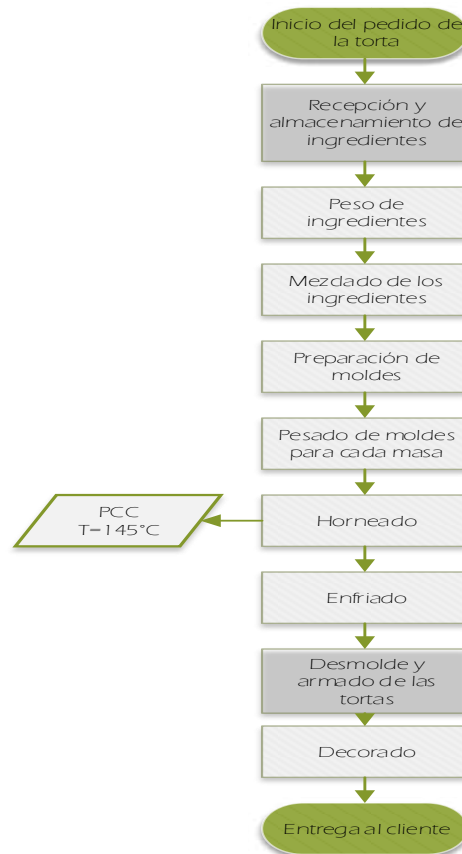 Inicio del pedido de
la torta
Recepción y
almacenamiento de
ingredientes
Peso de
ingredientes
Mezclado de los
ingredientes
Preparación de
moldes
Pesado de moldes
para cada masa
PCC
T=145°C
Horneado
Enfriado
Desmolde y
armado de las
tortas
Decorado
Entrega al cliente